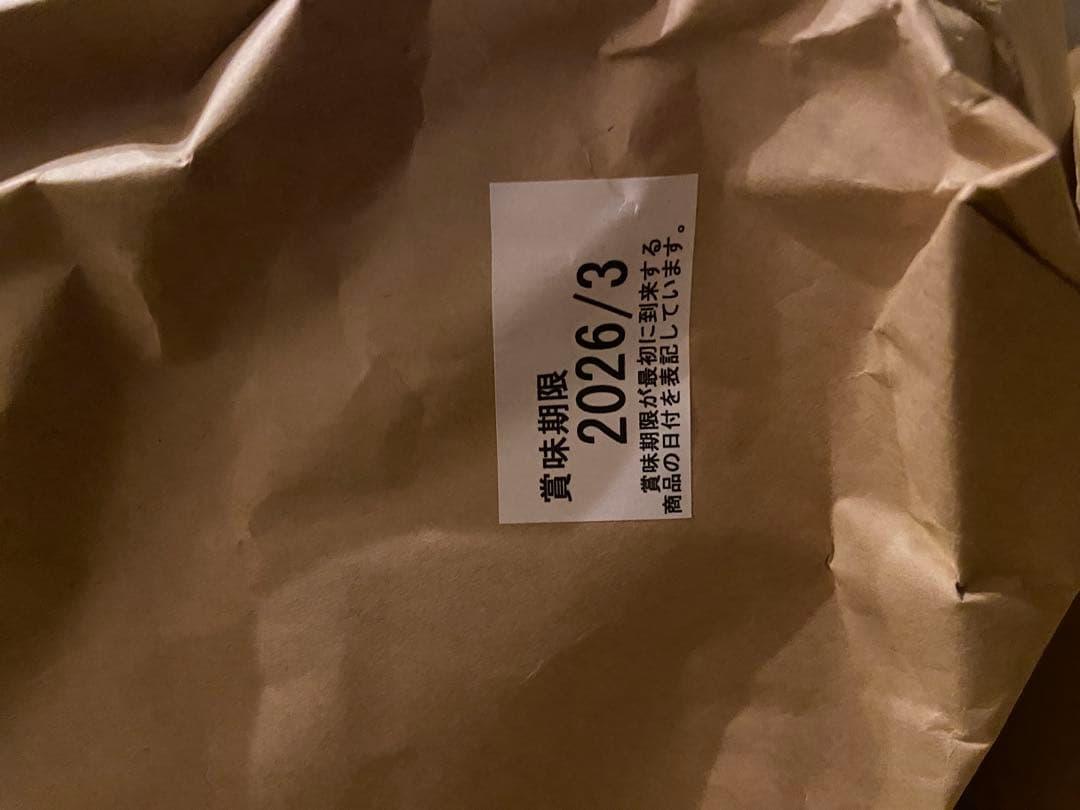 賞味期限
2026/3
賞味期限が最初に到来する
商品の日付を表記しています。